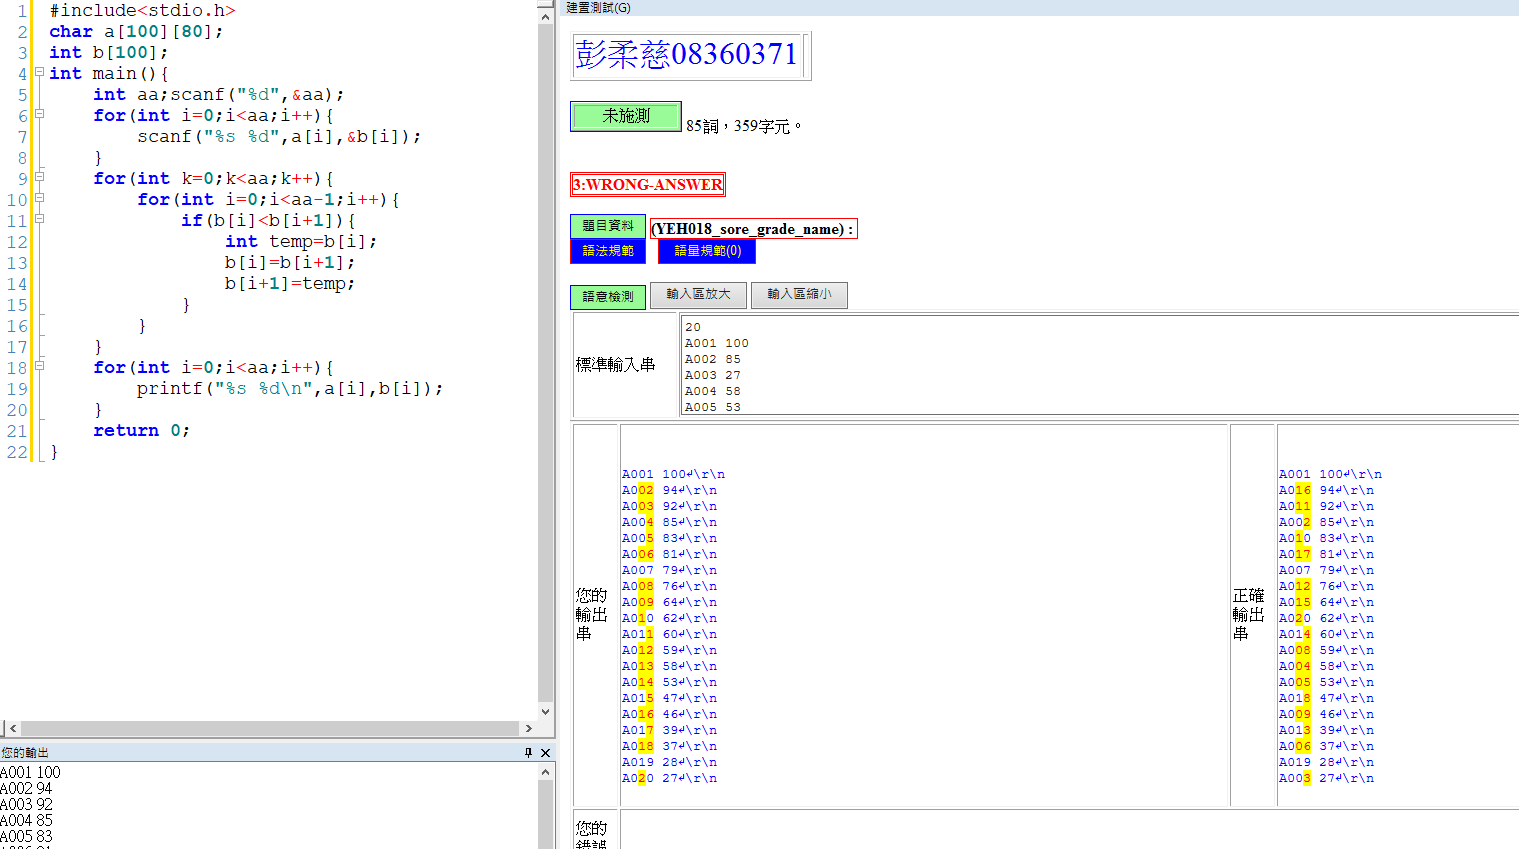 1 #include<stdio.h>
2 char a[100][80];
3 int b[100];
4 int main(){
5 int aa;scanf("%d",&aa);
6 for(int i=0;i<aa;i++){
7 scanf("%s %d",a[i],&b[i]);
8 }
9 for(int k=0;k<aa;k++){
10 for(int i=0;i<aa-1;i++){
11 if(b[i]<b[i+1]){
12 int temp=b[i];
13 b[i]=b[i+1];
14 b[i+1]=temp;
15 }
16 }
17 }
18 for(int i=0;i<aa;i++){
19 printf("%s %d\n",a[i],b[i]);
20 }
21 return 0;
22 }
您的輸出
A001 100
A002 94
A003 92
A004 85
A005 83
建置測試(G)
彭柔慈08360371
未施測 85詞，359字元。
3:WRONG-ANSWER
題目資料 (YEH018_sore_grade_name) :
語法規範 語量規範(0)
語意檢測 輸入區放大 輸入區縮小
標準輸入串
20
A001 100
A002 85
A003 27
A004 58
A005 53
您的
輸出
串
A001 100↵\r\n
A002 94↵\r\n
A003 92↵\r\n
A004 85↵\r\n
A005 83↵\r\n
A006 81↵\r\n
A007 79↵\r\n
A008 76↵\r\n
A009 64↵\r\n
A010 62↵\r\n
A011 60↵\r\n
A012 59↵\r\n
A013 58↵\r\n
A014 53↵\r\n
A015 47↵\r\n
A016 46↵\r\n
A017 39↵\r\n
A018 37↵\r\n
A019 28↵\r\n
A020 27↵\r\n
正確
輸出
串
A001 100↵\r\n
A016 94↵\r\n
A011 92↵\r\n
A002 85↵\r\n
A010 83↵\r\n
A017 81↵\r\n
A007 79↵\r\n
A012 76↵\r\n
A015 64↵\r\n
A020 62↵\r\n
A014 60↵\r\n
A008 59↵\r\n
A004 58↵\r\n
A005 53↵\r\n
A018 47↵\r\n
A009 46↵\r\n
A013 39↵\r\n
A006 37↵\r\n
A019 28↵\r\n
A003 27↵\r\n
您的
錯誤